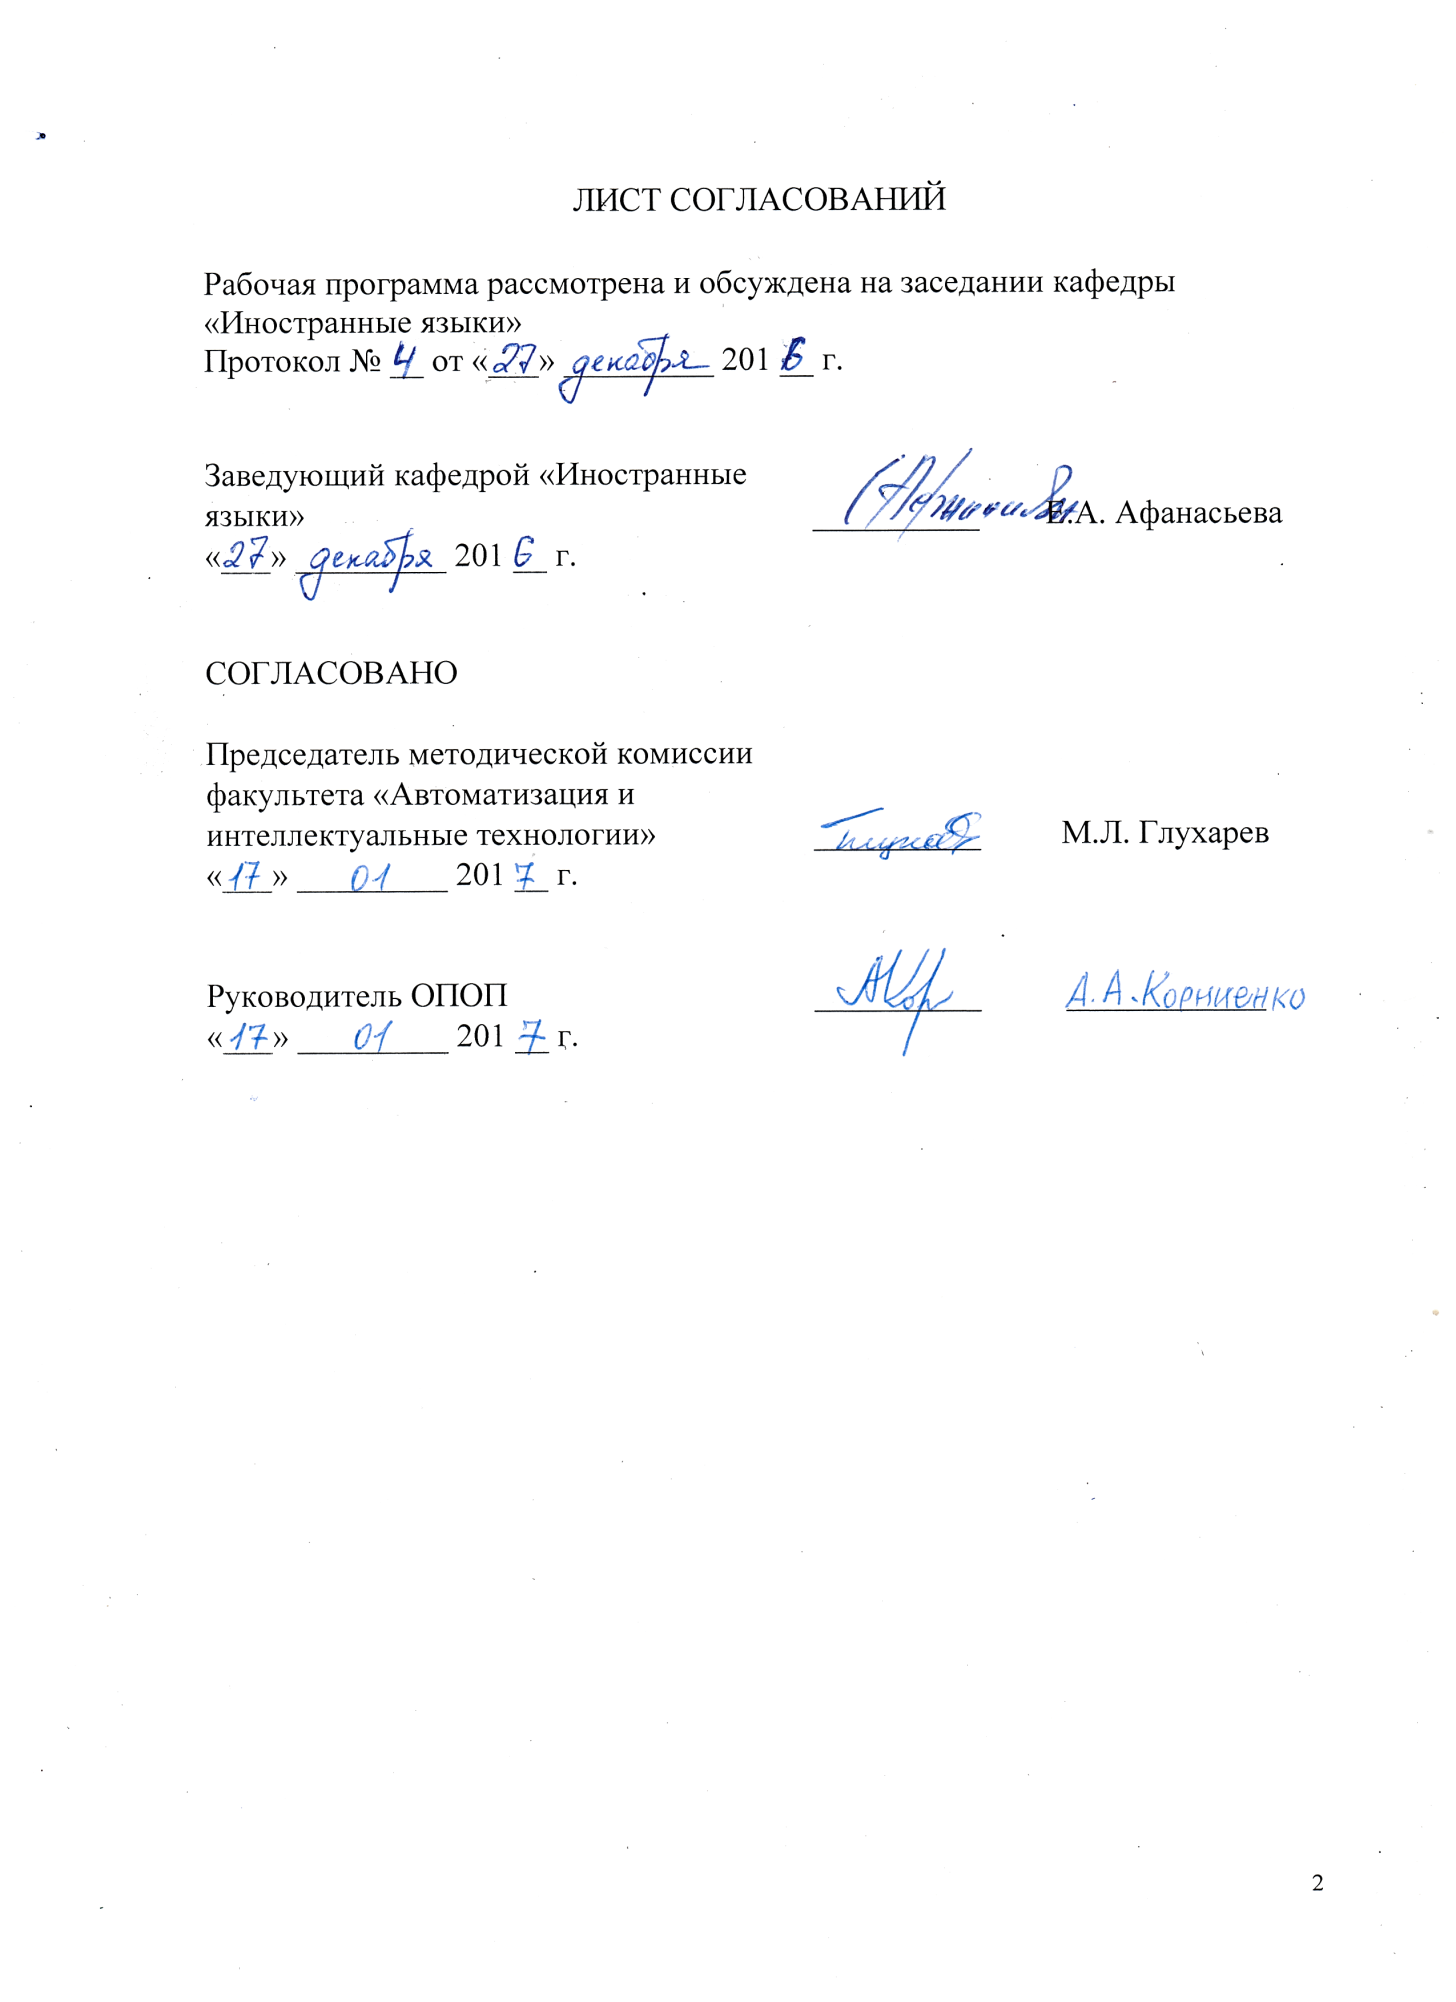 ЛИСТ СОГЛАСОВАНИЙ
Рабочая программа рассмотрена и обсуждена на заседании кафедры
«Иностранные языки»
Протокол № 4 от «27» декабря 2016 г.
Заведующий кафедрой «Иностранные
языки» Е.А. Афанасьева
«27» декабря 2016 г.
СОГЛАСОВАНО
Председатель методической комиссии
факультета «Автоматизация и
интеллектуальные технологии» М.Л. Глухарев
«17» 01 2017 г.
Руководитель ОПОП А.А. Корниенко
«17» 01 2017 г.
2